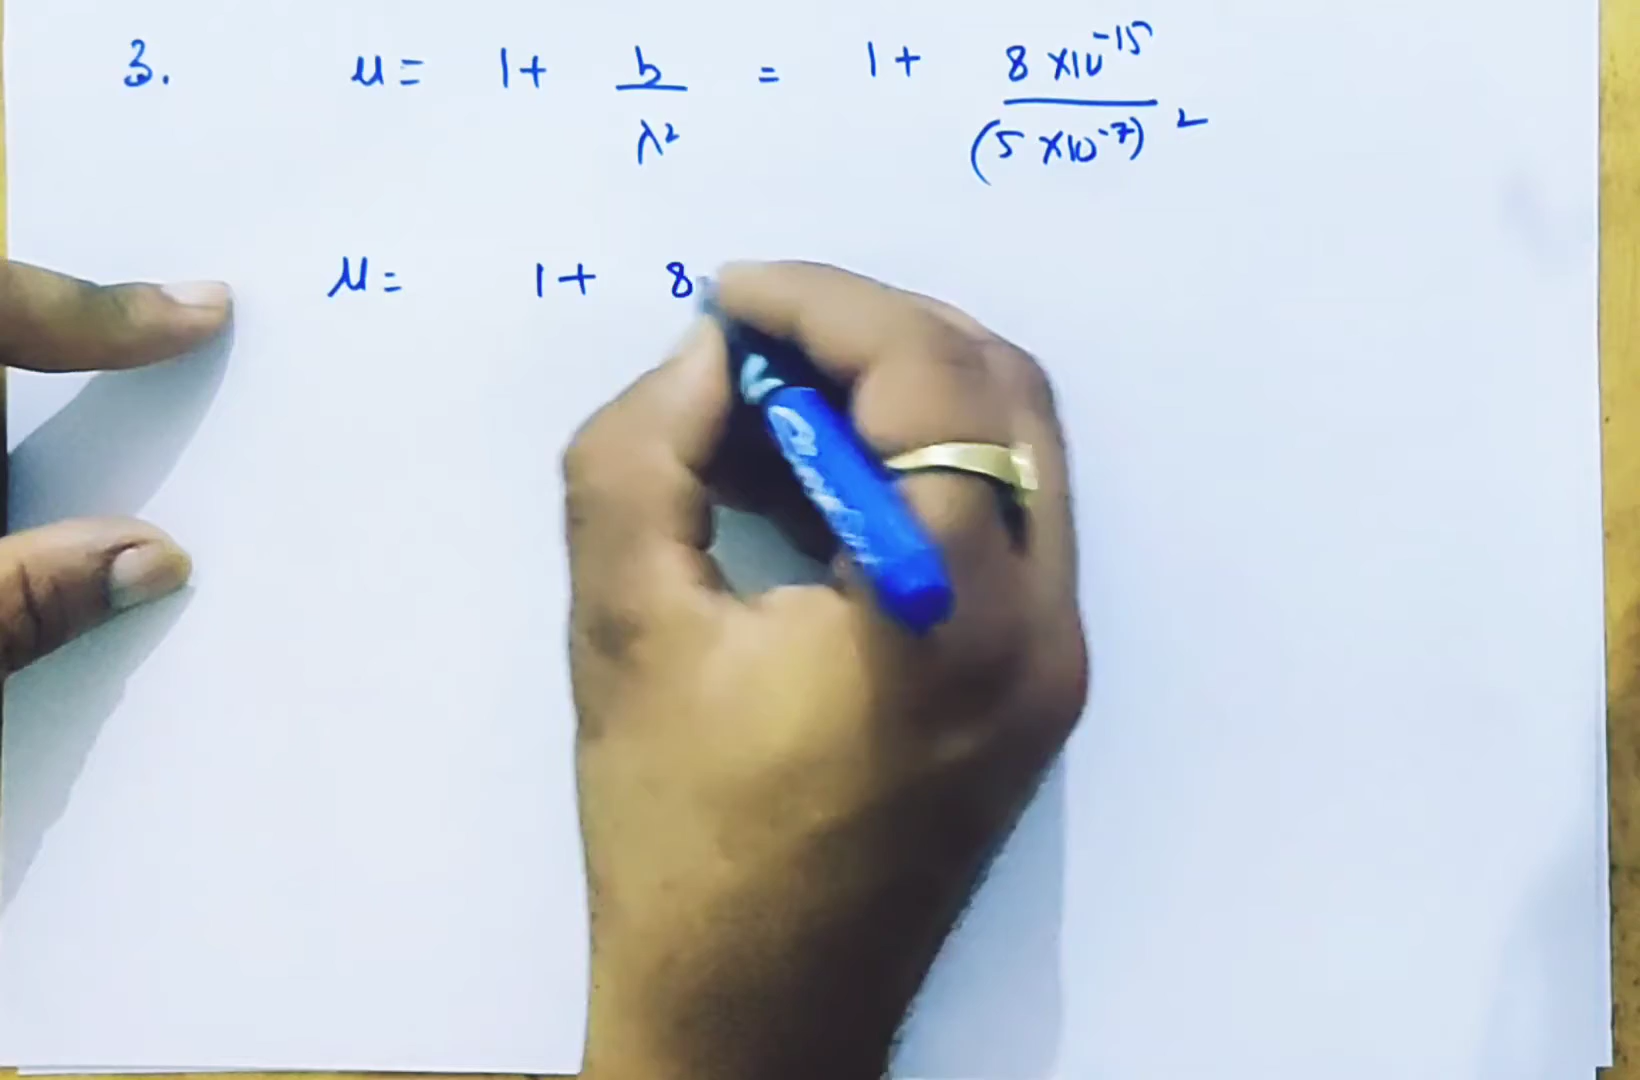 3. μ = 1 + b/λ² = 1 + 8 × 10⁻¹⁵/(5 × 10⁻⁷)²
μ = 1 + 8